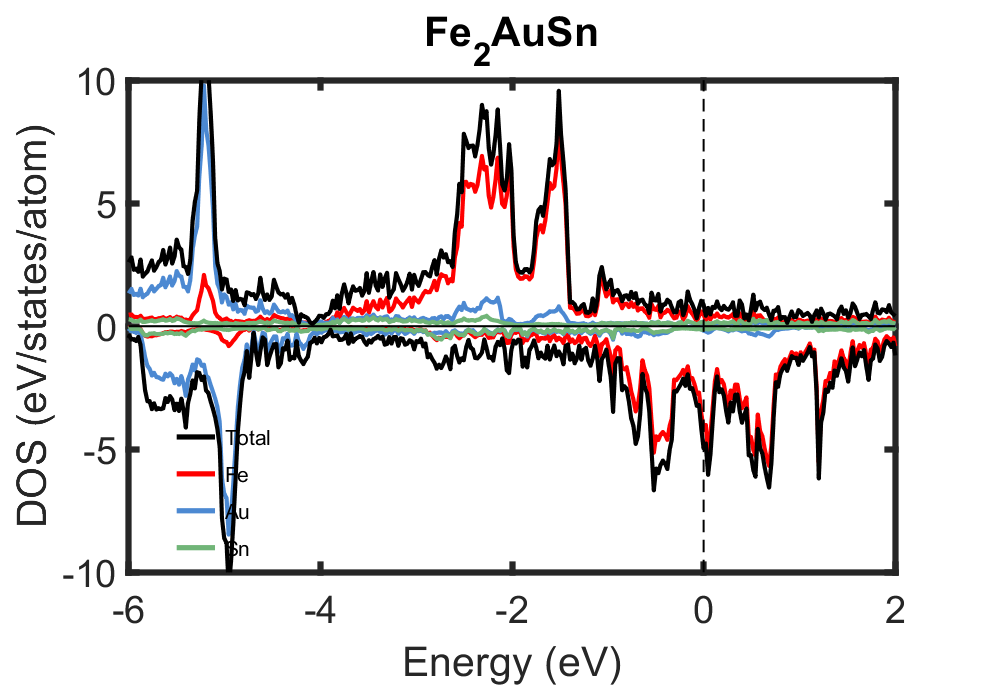 Fe₂AuSn
DOS (eV/states/atom)
10
5
0
-5
-10
Total
Fe
Au
Sn
-6 -4 -2 0 2
Energy (eV)